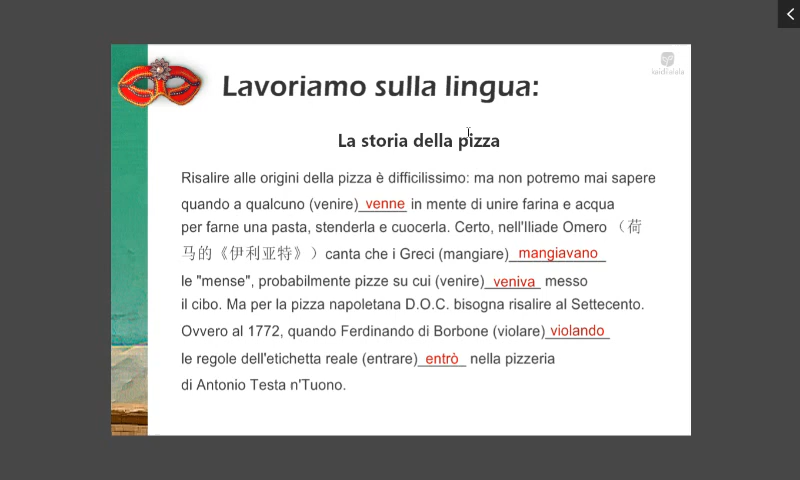 kaidialala
Lavoriamo sulla lingua:
La storia della pizza
Risalire alle origini della pizza è difficilissimo: ma non potremo mai sapere
quando a qualcuno (venire) venne in mente di unire farina e acqua
per farne una pasta, stenderla e cuocerla. Certo, nell'Iliade Omero （荷
马的《伊利亚特》）canta che i Greci (mangiare) mangiavano
le "mense", probabilmente pizze su cui (venire) veniva messo
il cibo. Ma per la pizza napoletana D.O.C. bisogna risalire al Settecento.
Ovvero al 1772, quando Ferdinando di Borbone (violare) violando
le regole dell'etichetta reale (entrare) entrò nella pizzeria
di Antonio Testa n'Tuono.